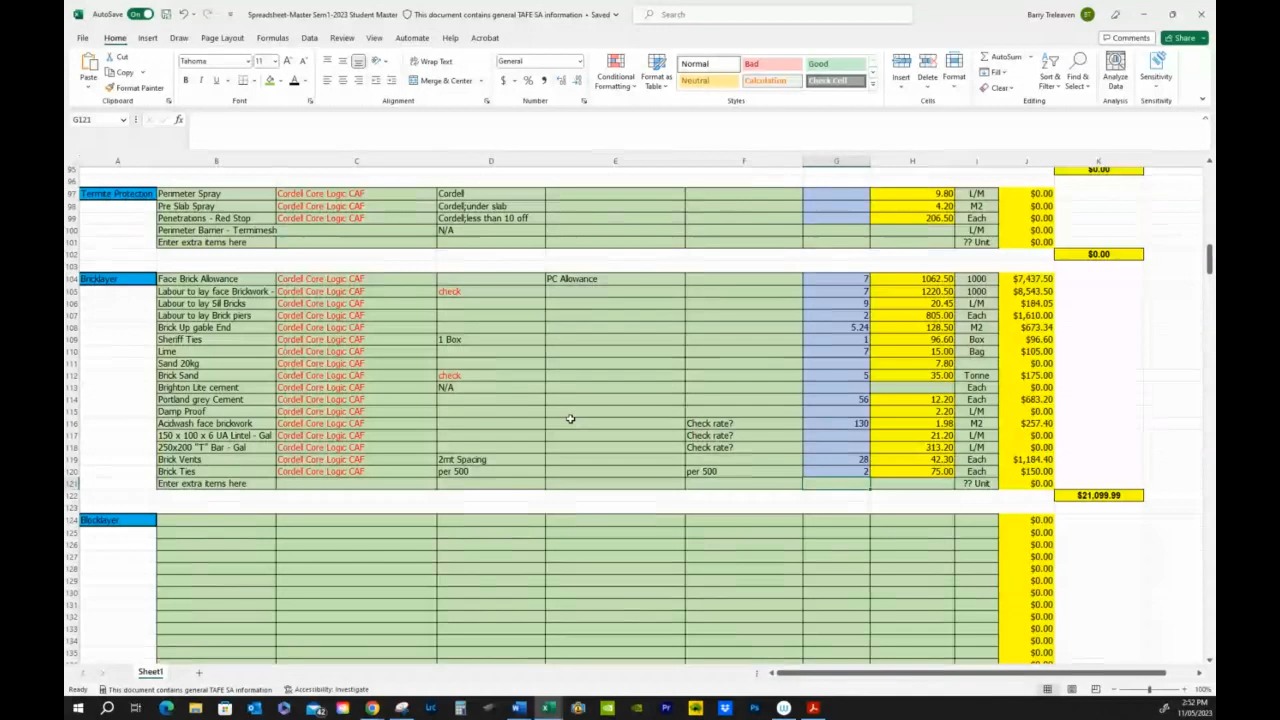 AutoSave On Spreadsheet-Master Sem1-2023 Student Master This document contains general TAFE SA information • Saved Search Barry Treleaven BT
File Home Insert Draw Page Layout Formulas Data Review View Automate Help Acrobat Comments Share
Paste Cut Copy Format Painter Tahoma 11 Wrap Text General Conditional Formatting Format as Table Normal Bad Good Insert Delete Format AutoSum Sort & Filter Find & Select Analyze Data Sensitivity
B I U Merge & Center $ % Neutral Calculation Check Cell Fill Clear
Clipboard Font Alignment Number Styles Cells Editing Analysis Sensitivity
G121 fx
A B C D E F G H I J K
95 $0.00
96
97 Termite Protection Perimeter Spray Cordel Core Logic CAF Cordell 9.80 L/M $0.00
98 Pre Slab Spray Cordel Core Logic CAF Cordell;under slab 4.20 M2 $0.00
99 Penetrations - Red Stop Cordel Core Logic CAF Cordell;less than 10 off 206.50 Each $0.00
100 Perimeter Barrier - Termimesh N/A L/M $0.00
101 Enter extra items here ?? Unit $0.00
102 $0.00
103
104 Bricklayer Face Brick Allowance Cordel Core Logic CAF PC Allowance 7 1062.50 1000 $7,437.50
105 Labour to lay face Brickwork - Cordel Core Logic CAF check 7 1220.50 1000 $8,543.50
106 Labour to lay Sill Bricks Cordel Core Logic CAF 9 20.45 L/M $184.05
107 Labour to lay Brick piers Cordel Core Logic CAF 2 805.00 Each $1,610.00
108 Brick Up gable End Cordel Core Logic CAF 5.24 128.50 M2 $673.34
109 Sheriff Ties Cordel Core Logic CAF 1 Box 1 96.60 Box $96.60
110 Lime Cordel Core Logic CAF 7 15.00 Bag $105.00
111 Sand 20kg Cordel Core Logic CAF 7.80 $0.00
112 Brick Sand Cordel Core Logic CAF check 5 35.00 Tonne $175.00
113 Brighton Lite cement Cordel Core Logic CAF N/A Each $0.00
114 Portland grey Cement Cordel Core Logic CAF 56 12.20 Each $683.20
115 Damp Proof Cordel Core Logic CAF 2.20 L/M $0.00
116 Acidwash face brickwork Cordel Core Logic CAF Check rate? 130 1.98 M2 $257.40
117 150 x 100 x 6 UA Lintel - Gal Cordel Core Logic CAF Check rate? 21.20 L/M $0.00
118 250x200 "T" Bar - Gal Cordel Core Logic CAF Check rate? 313.20 L/M $0.00
119 Brick Vents Cordel Core Logic CAF 2mt Spacing 28 42.30 Each $1,184.40
120 Brick Ties Cordel Core Logic CAF per 500 per 500 2 75.00 Each $150.00
121 Enter extra items here ?? Unit $0.00
122 $21,099.99
123
124 Blocklayer $0.00
125 $0.00
126 $0.00
127 $0.00
128 $0.00
129 $0.00
130 $0.00
131 $0.00
132 $0.00
133 $0.00
134 $0.00
135 $0.00
Sheet1
Ready This document contains general TAFE SA information Accessibility: Investigate 100%
2:52 PM
11/05/2023